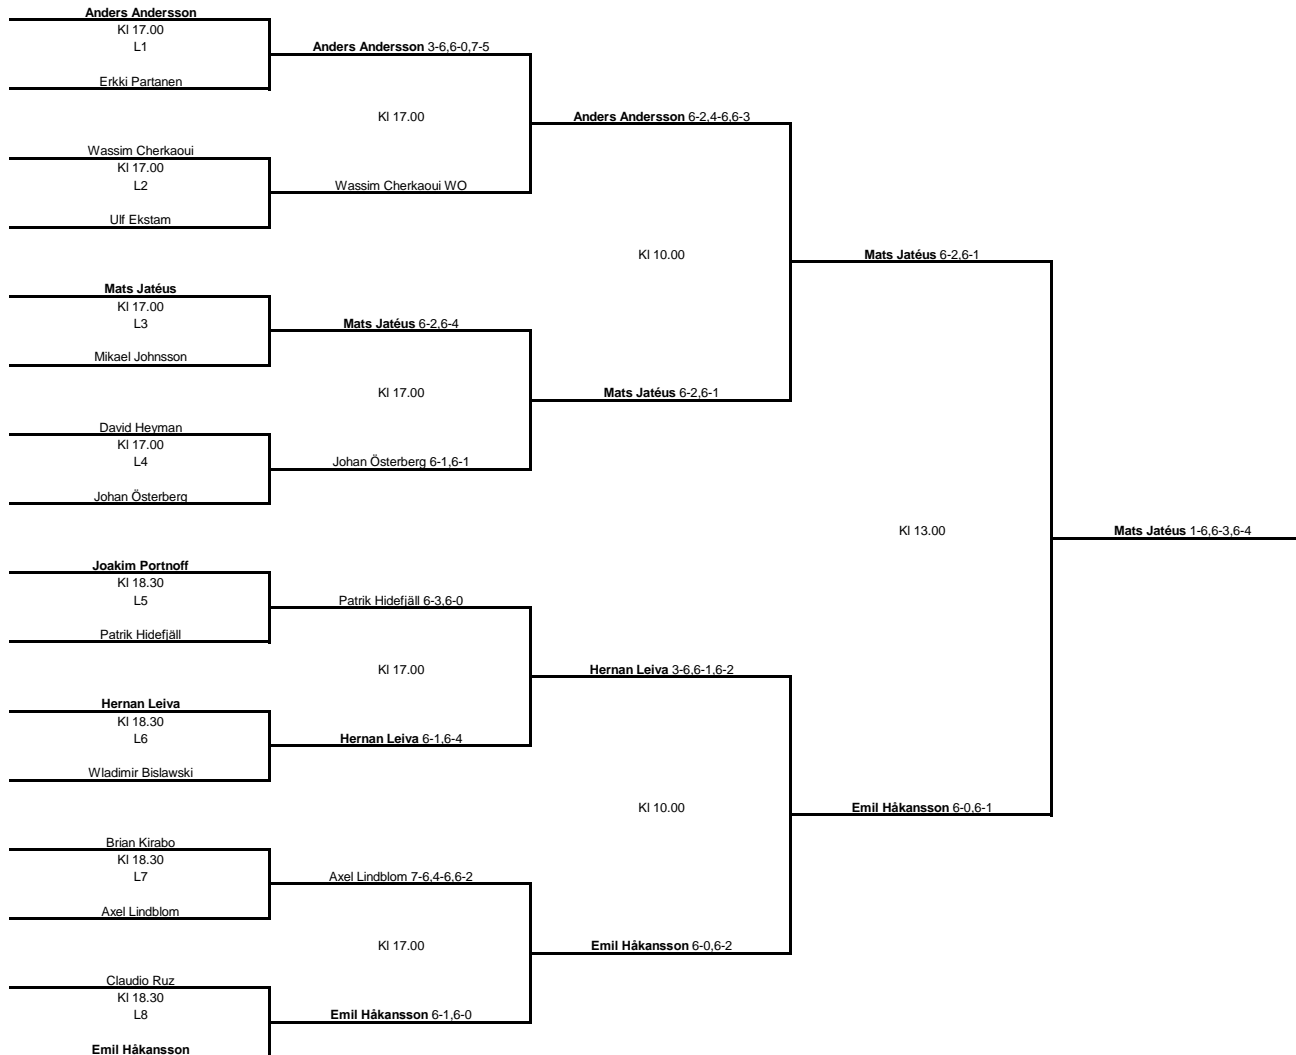 Anders Andersson
Kl 17.00
L1
Anders Andersson 3-6,6-0,7-5
Erkki Partanen
Kl 17.00
Anders Andersson 6-2,4-6,6-3
Wassim Cherkaoui
Kl 17.00
L2
Wassim Cherkaoui WO
Ulf Ekstam
Kl 10.00
Mats Jatéus 6-2,6-1
Mats Jatéus
Kl 17.00
L3
Mats Jatéus 6-2,6-4
Mikael Johnsson
Kl 17.00
Mats Jatéus 6-2,6-1
David Heyman
Kl 17.00
L4
Johan Österberg 6-1,6-1
Johan Österberg
Kl 13.00
Mats Jatéus 1-6,6-3,6-4
Joakim Portnoff
Kl 18.30
L5
Patrik Hidefjäll 6-3,6-0
Patrik Hidefjäll
Kl 17.00
Hernan Leiva 3-6,6-1,6-2
Hernan Leiva
Kl 18.30
L6
Hernan Leiva 6-1,6-4
Wladimir Bislawski
Kl 10.00
Emil Håkansson 6-0,6-1
Brian Kirabo
Kl 18.30
L7
Axel Lindblom 7-6,4-6,6-2
Axel Lindblom
Kl 17.00
Emil Håkansson 6-0,6-2
Claudio Ruz
Kl 18.30
L8
Emil Håkansson 6-1,6-0
Emil Håkansson